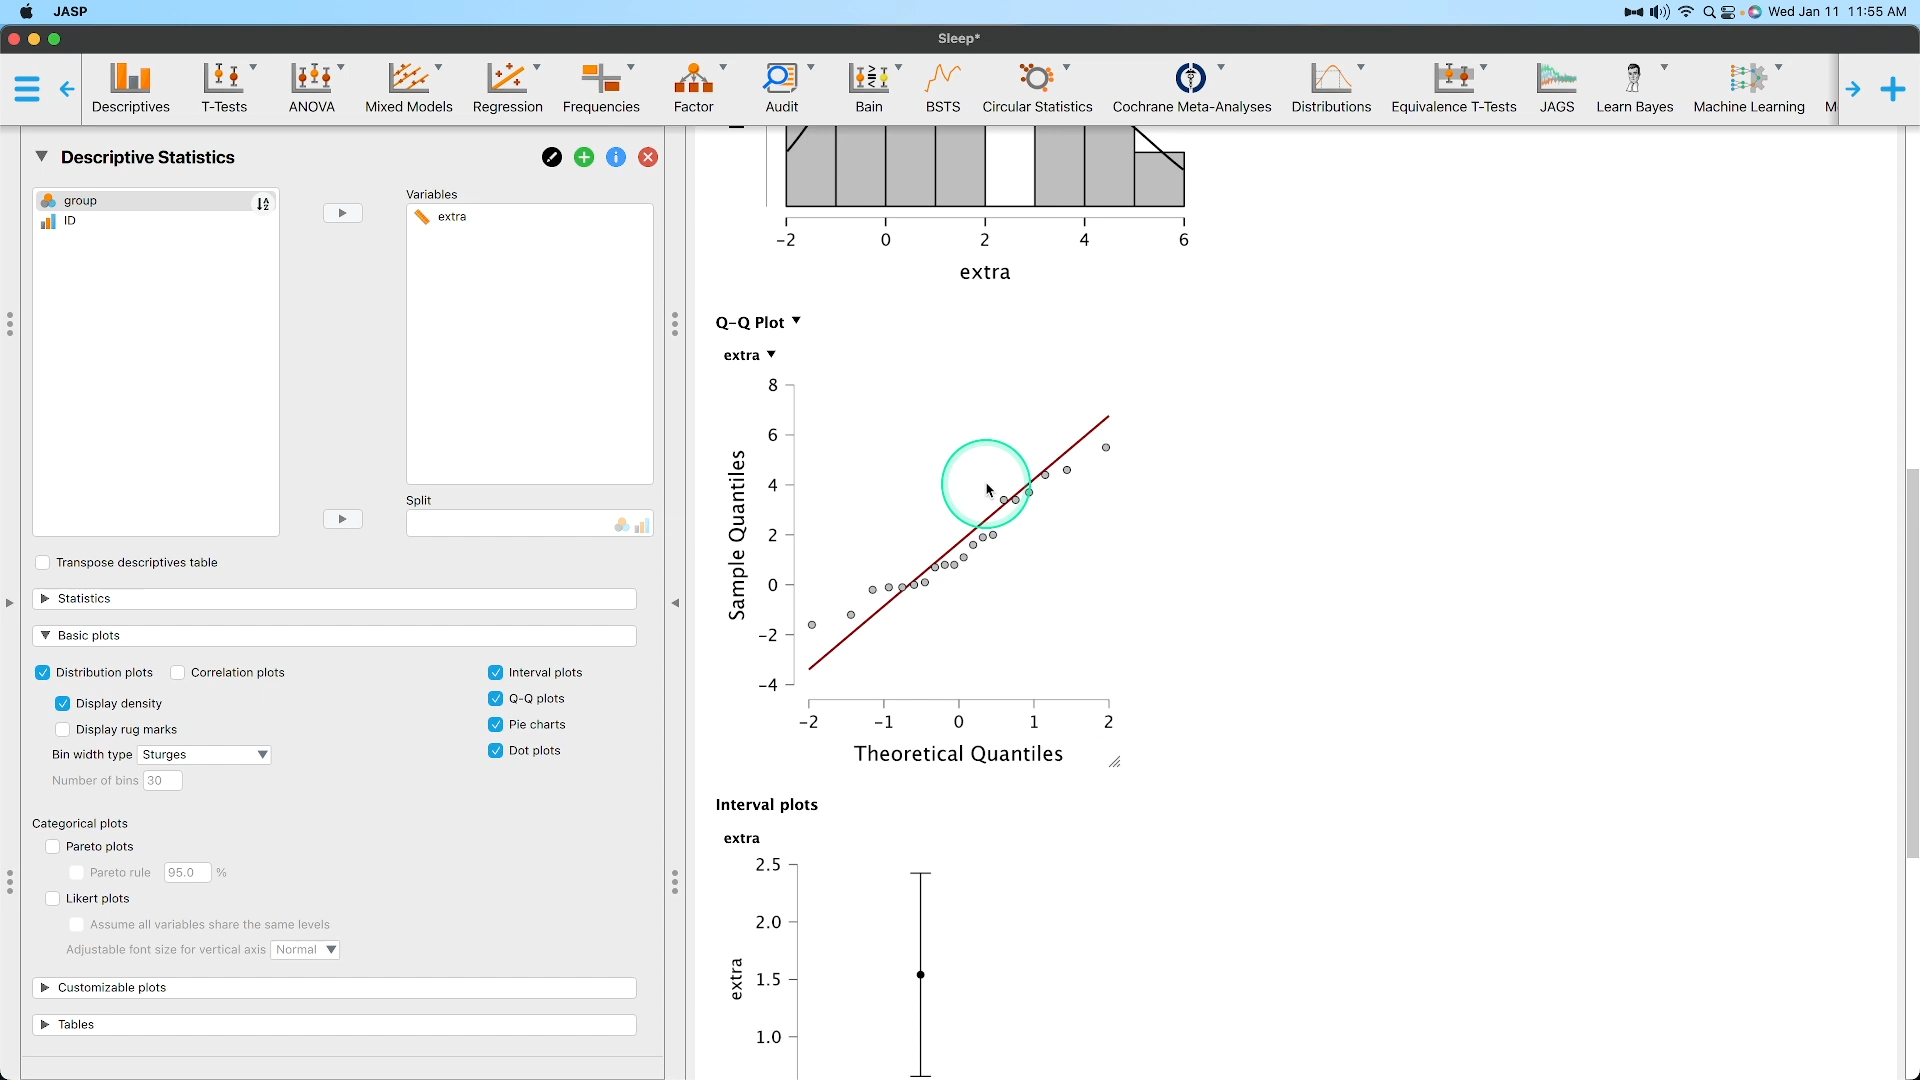 JASP
Wed Jan 11 11:55 AM
Sleep*
Descriptives
T-Tests
ANOVA
Mixed Models
Regression
Frequencies
Factor
Audit
Bain
BSTS
Circular Statistics
Cochrane Meta-Analyses
Distributions
Equivalence T-Tests
JAGS
Learn Bayes
Machine Learning
M
Descriptive Statistics
group
ID
Variables
extra
Split
Transpose descriptives table
Statistics
Basic plots
Distribution plots
Correlation plots
Interval plots
Display density
Q-Q plots
Display rug marks
Pie charts
Bin width type Sturges
Dot plots
Number of bins 30
Categorical plots
Pareto plots
Pareto rule 95.0 %
Likert plots
Assume all variables share the same levels
Adjustable font size for vertical axis Normal
Customizable plots
Tables
-2 0 2 4 6
extra
Q-Q Plot
extra
8
6
4
2
0
-2
-4
Sample Quantiles
-2 -1 0 1 2
Theoretical Quantiles
Interval plots
extra
2.5
2.0
1.5
1.0
extra